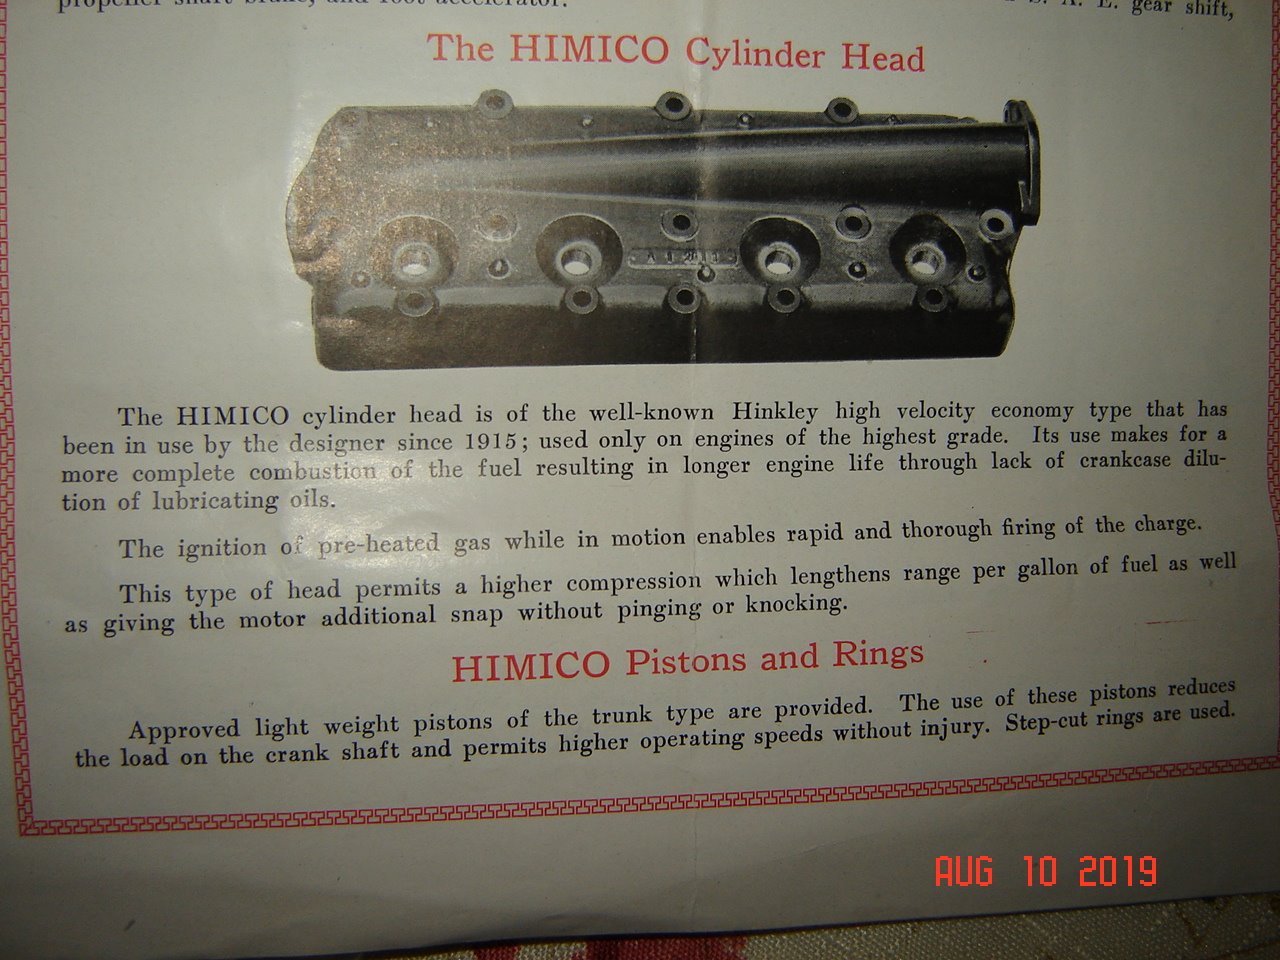 propeller shaft brake, and foot accelerator.
S. A. E. gear shift,
The HIMICO Cylinder Head
The HIMICO cylinder head is of the well-known Hinkley high velocity economy type that has
been in use by the designer since 1915; used only on engines of the highest grade. Its use makes for a
more complete combustion of the fuel resulting in longer engine life through lack of crankcase dilu-
tion of lubricating oils.
The ignition of pre-heated gas while in motion enables rapid and thorough firing of the charge.
This type of head permits a higher compression which lengthens range per gallon of fuel as well
as giving the motor additional snap without pinging or knocking.
HIMICO Pistons and Rings
Approved light weight pistons of the trunk type are provided. The use of these pistons reduces
the load on the crank shaft and permits higher operating speeds without injury. Step-cut rings are used.
AUG 10 2019